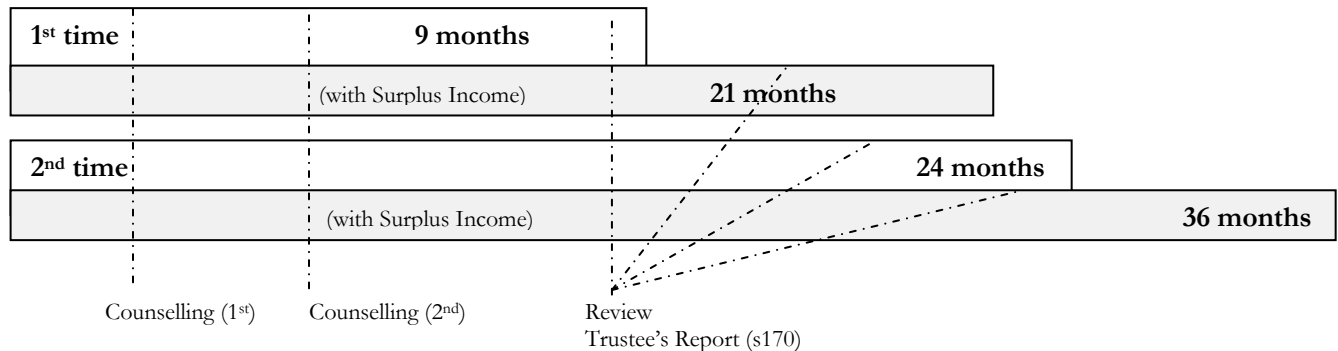 1st time 9 months
(with Surplus Income) 21 months
2nd time 24 months
(with Surplus Income) 36 months
Counselling (1st) Counselling (2nd) Review
Trustee's Report (s170)